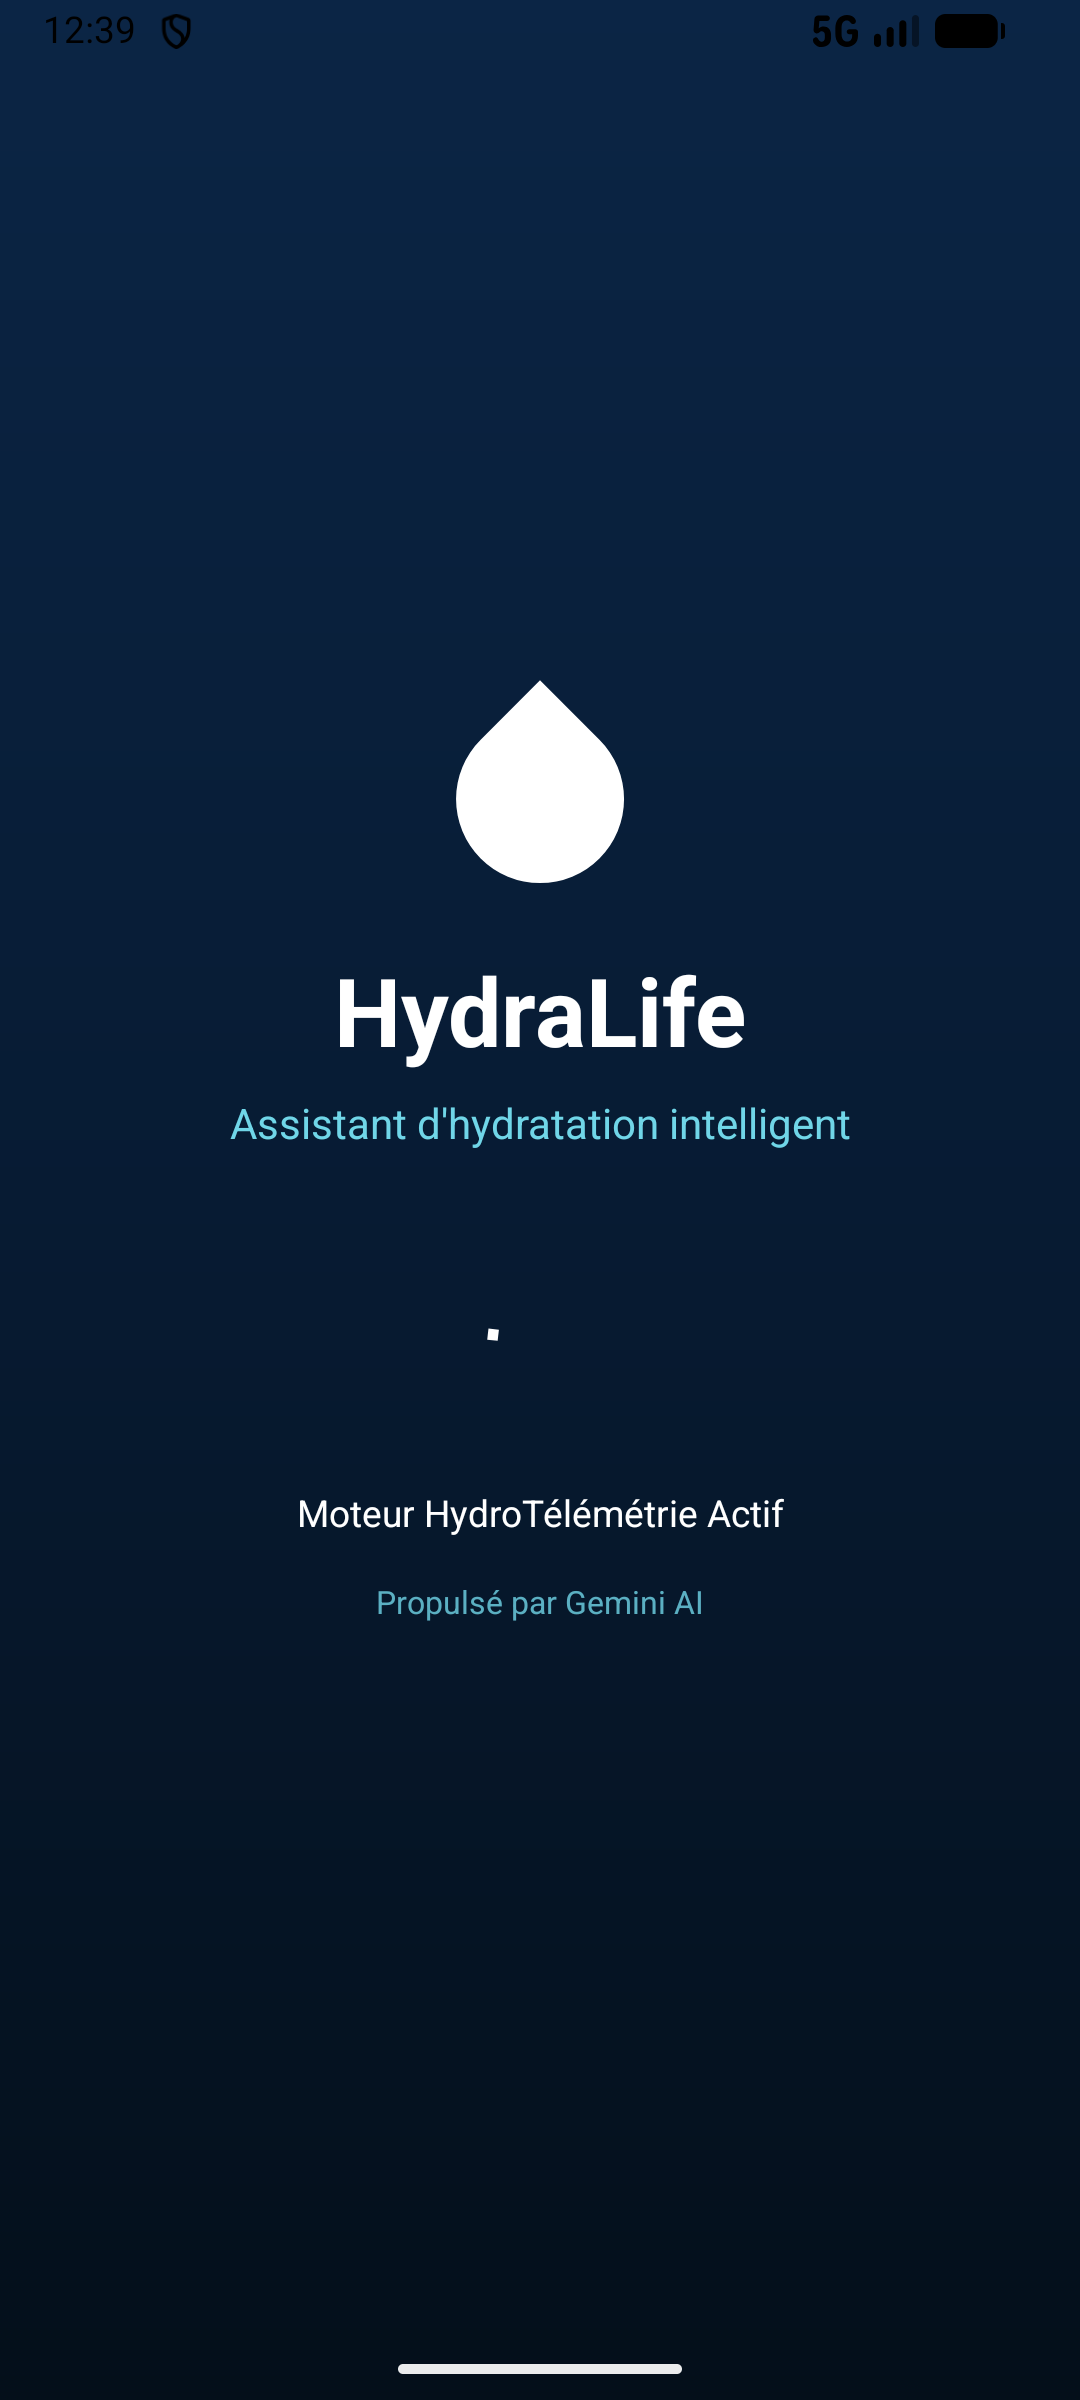 12:39
5G
HydraLife
Assistant d'hydratation intelligent
Moteur HydroTélémétrie Actif
Propulsé par Gemini AI